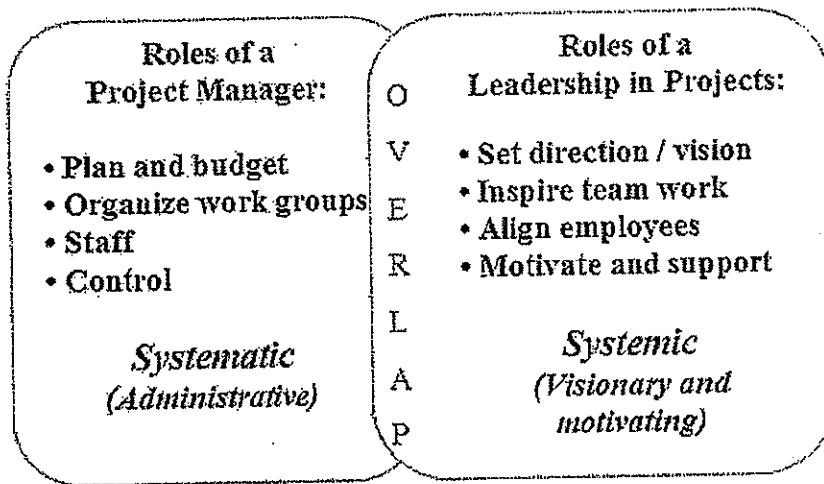 Roles of a
Project Manager:
• Plan and budget
• Organize work groups
• Staff
• Control
Systematic
(Administrative)
O
V
E
R
L
A
P
Roles of a
Leadership in Projects:
• Set direction / vision
• Inspire team work
• Align employees
• Motivate and support
Systemic
(Visionary and
motivating)